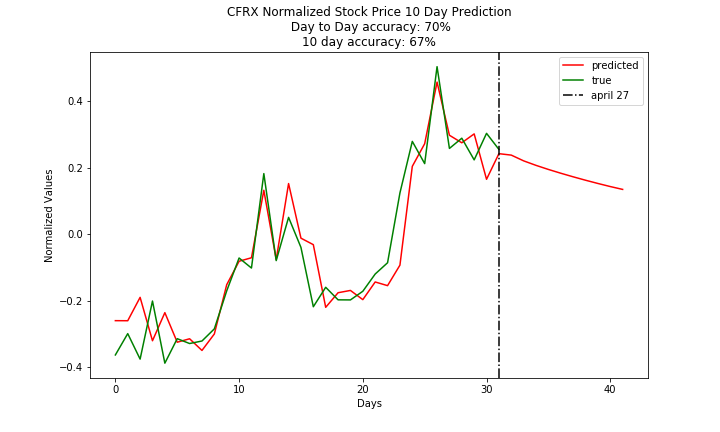 CFRX Normalized Stock Price 10 Day Prediction
Day to Day accuracy: 70%
10 day accuracy: 67%
predicted
true
april 27
Normalized Values
0.4
0.2
0.0
−0.2
−0.4
0
10
20
30
40
Days